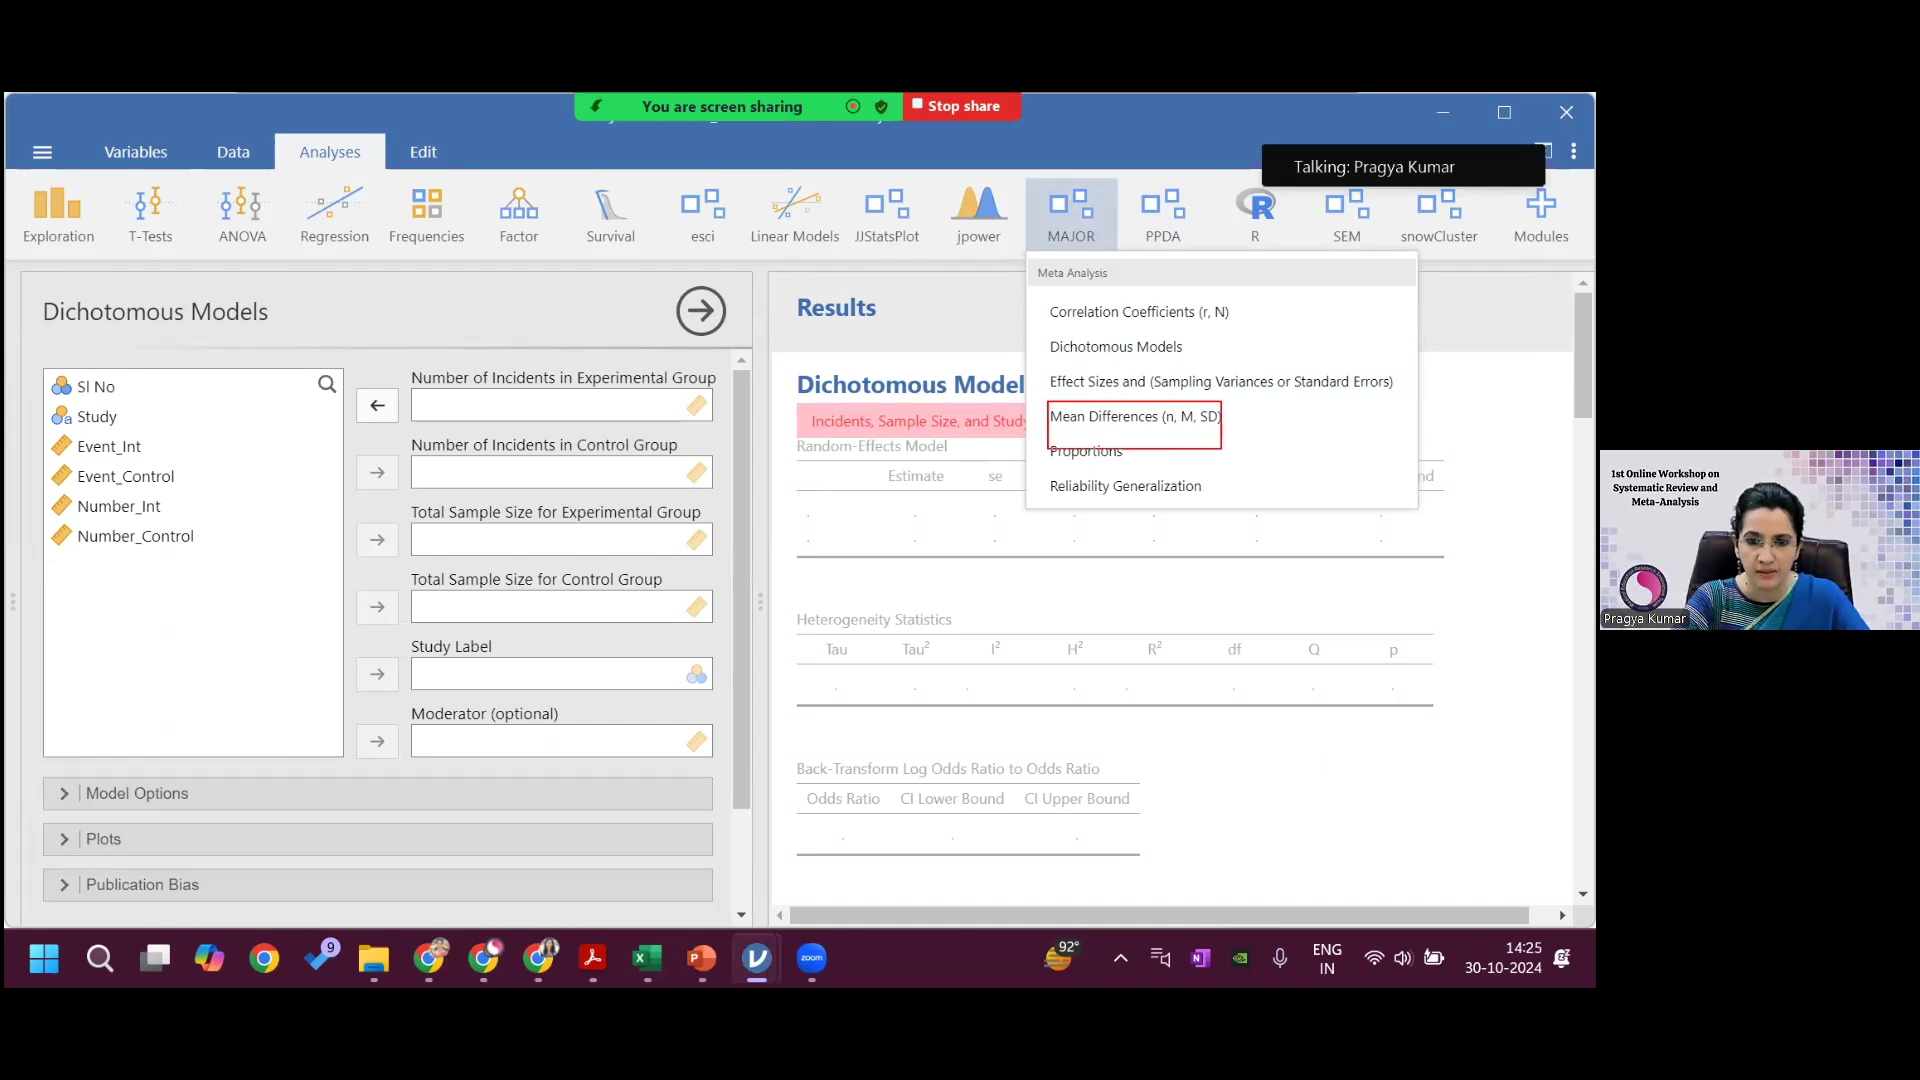 You are screen sharing
Stop share
Variables
Data
Analyses
Edit
Talking: Pragya Kumar
Exploration
T-Tests
ANOVA
Regression
Frequencies
Factor
Survival
esci
Linear Models
JJStatsPlot
jpower
MAJOR
PPDA
R
SEM
snowCluster
Modules
Meta Analysis
Correlation Coefficients (r, N)
Dichotomous Models
Effect Sizes and (Sampling Variances or Standard Errors)
Mean Differences (n, M, SD)
Proportions
Reliability Generalization
Dichotomous Models
Sl No
Study
Event_Int
Event_Control
Number_Int
Number_Control
Number of Incidents in Experimental Group
Number of Incidents in Control Group
Total Sample Size for Experimental Group
Total Sample Size for Control Group
Study Label
Moderator (optional)
Model Options
Plots
Publication Bias
Results
Dichotomous Model
Incidents, Sample Size, and Study
Random-Effects Model
Estimate se nd
Heterogeneity Statistics
Tau Tau² I² H² R² df Q p
Back-Transform Log Odds Ratio to Odds Ratio
Odds Ratio CI Lower Bound CI Upper Bound
1st Online Workshop on
Systematic Review and
Meta-Analysis
Pragya Kumar
9
zoom
92°
ENG
IN
14:25
30-10-2024